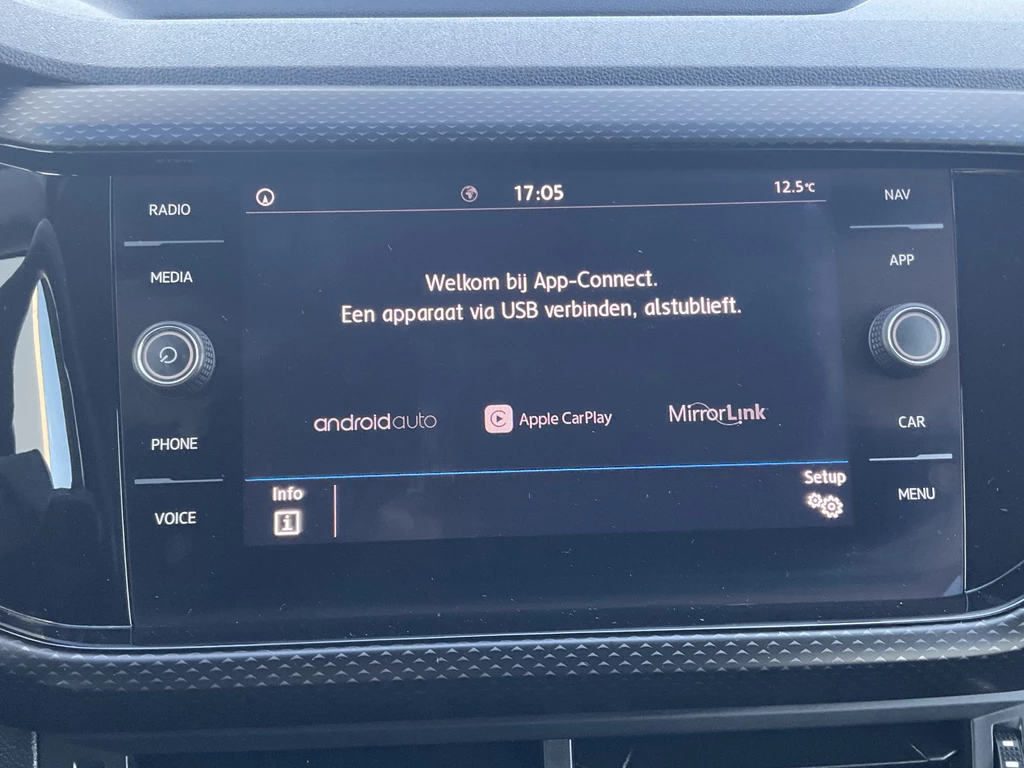 RADIO
MEDIA
PHONE
VOICE
17:05
12.5°C
Welkom bij App-Connect.
Een apparaat via USB verbinden, alstublieft.
androidauto
Apple CarPlay
MirrorLink
Info
i
Setup
NAV
APP
CAR
MENU